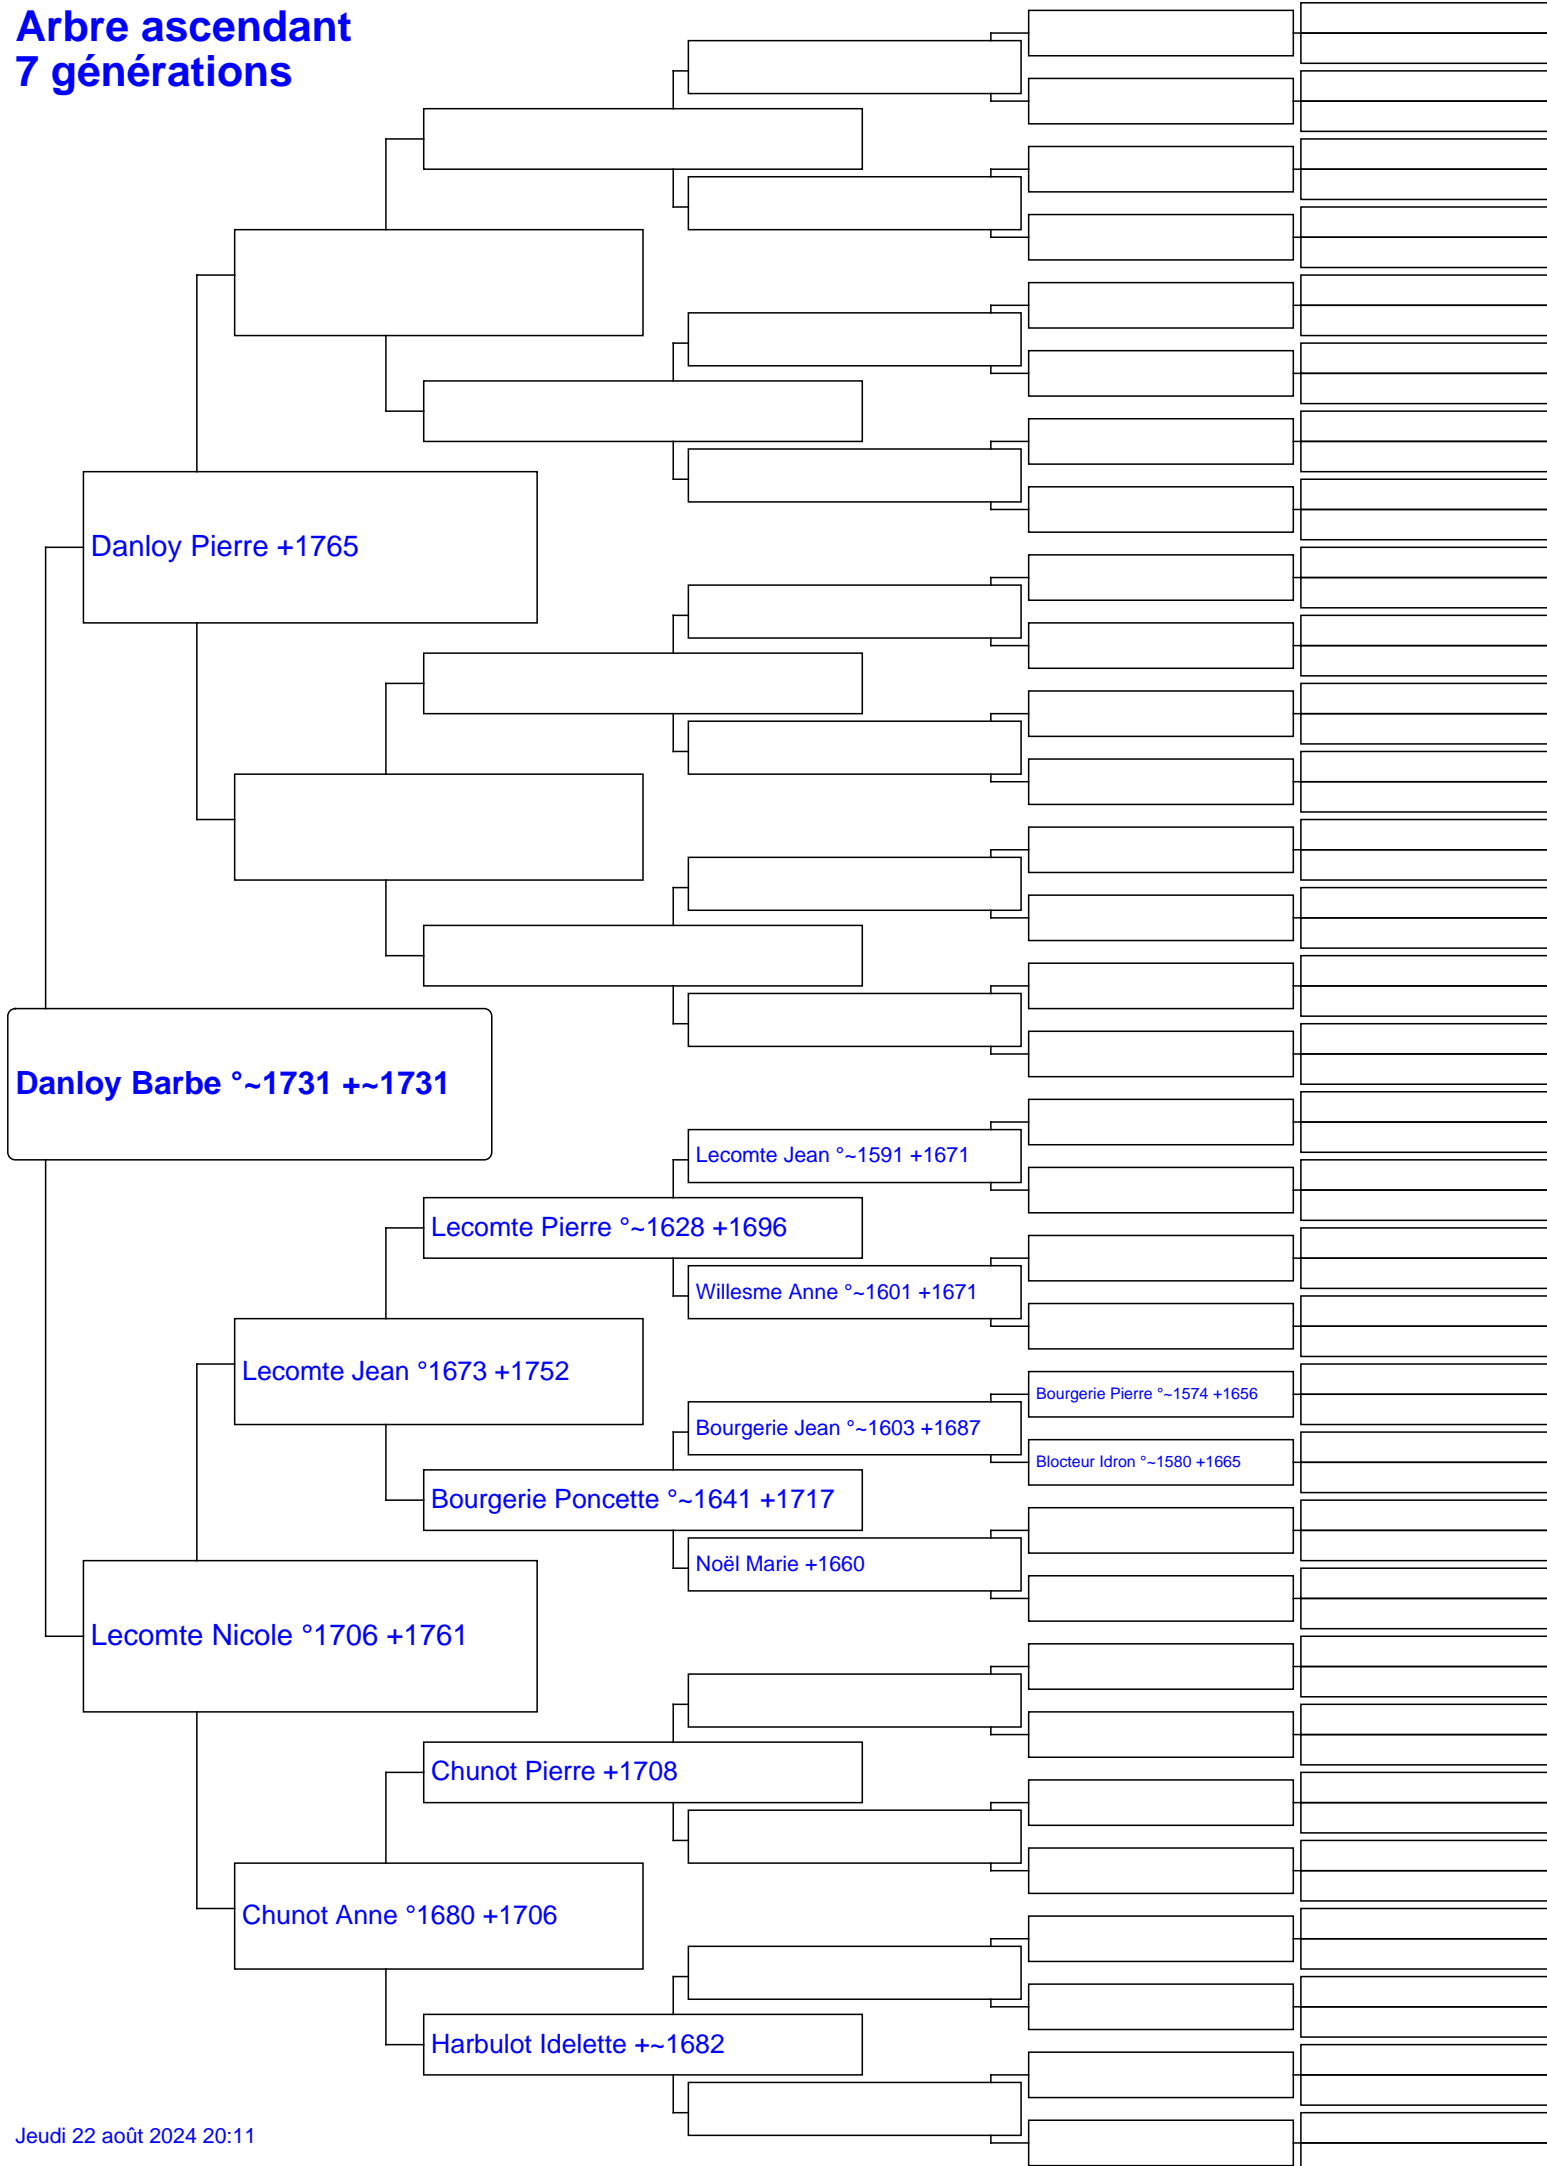 Arbre ascendant
7 générations
Danloy Pierre +1765
Danloy Barbe °~1731 +~1731
Lecomte Jean °~1591 +1671
Lecomte Pierre °~1628 +1696
Willesme Anne °~1601 +1671
Lecomte Jean °1673 +1752
Bourgerie Pierre °~1574 +1656
Bourgerie Jean °~1603 +1687
Blocteur Idron °~1580 +1665
Bourgerie Poncette °~1641 +1717
Noël Marie +1660
Lecomte Nicole °1706 +1761
Chunot Pierre +1708
Chunot Anne °1680 +1706
Harbulot Idelette +~1682
Jeudi 22 août 2024 20:11